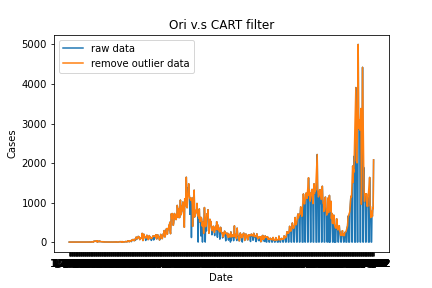 Ori v.s CART filter
raw data
remove outlier data
5000
4000
3000
2000
1000
0
Cases
Date